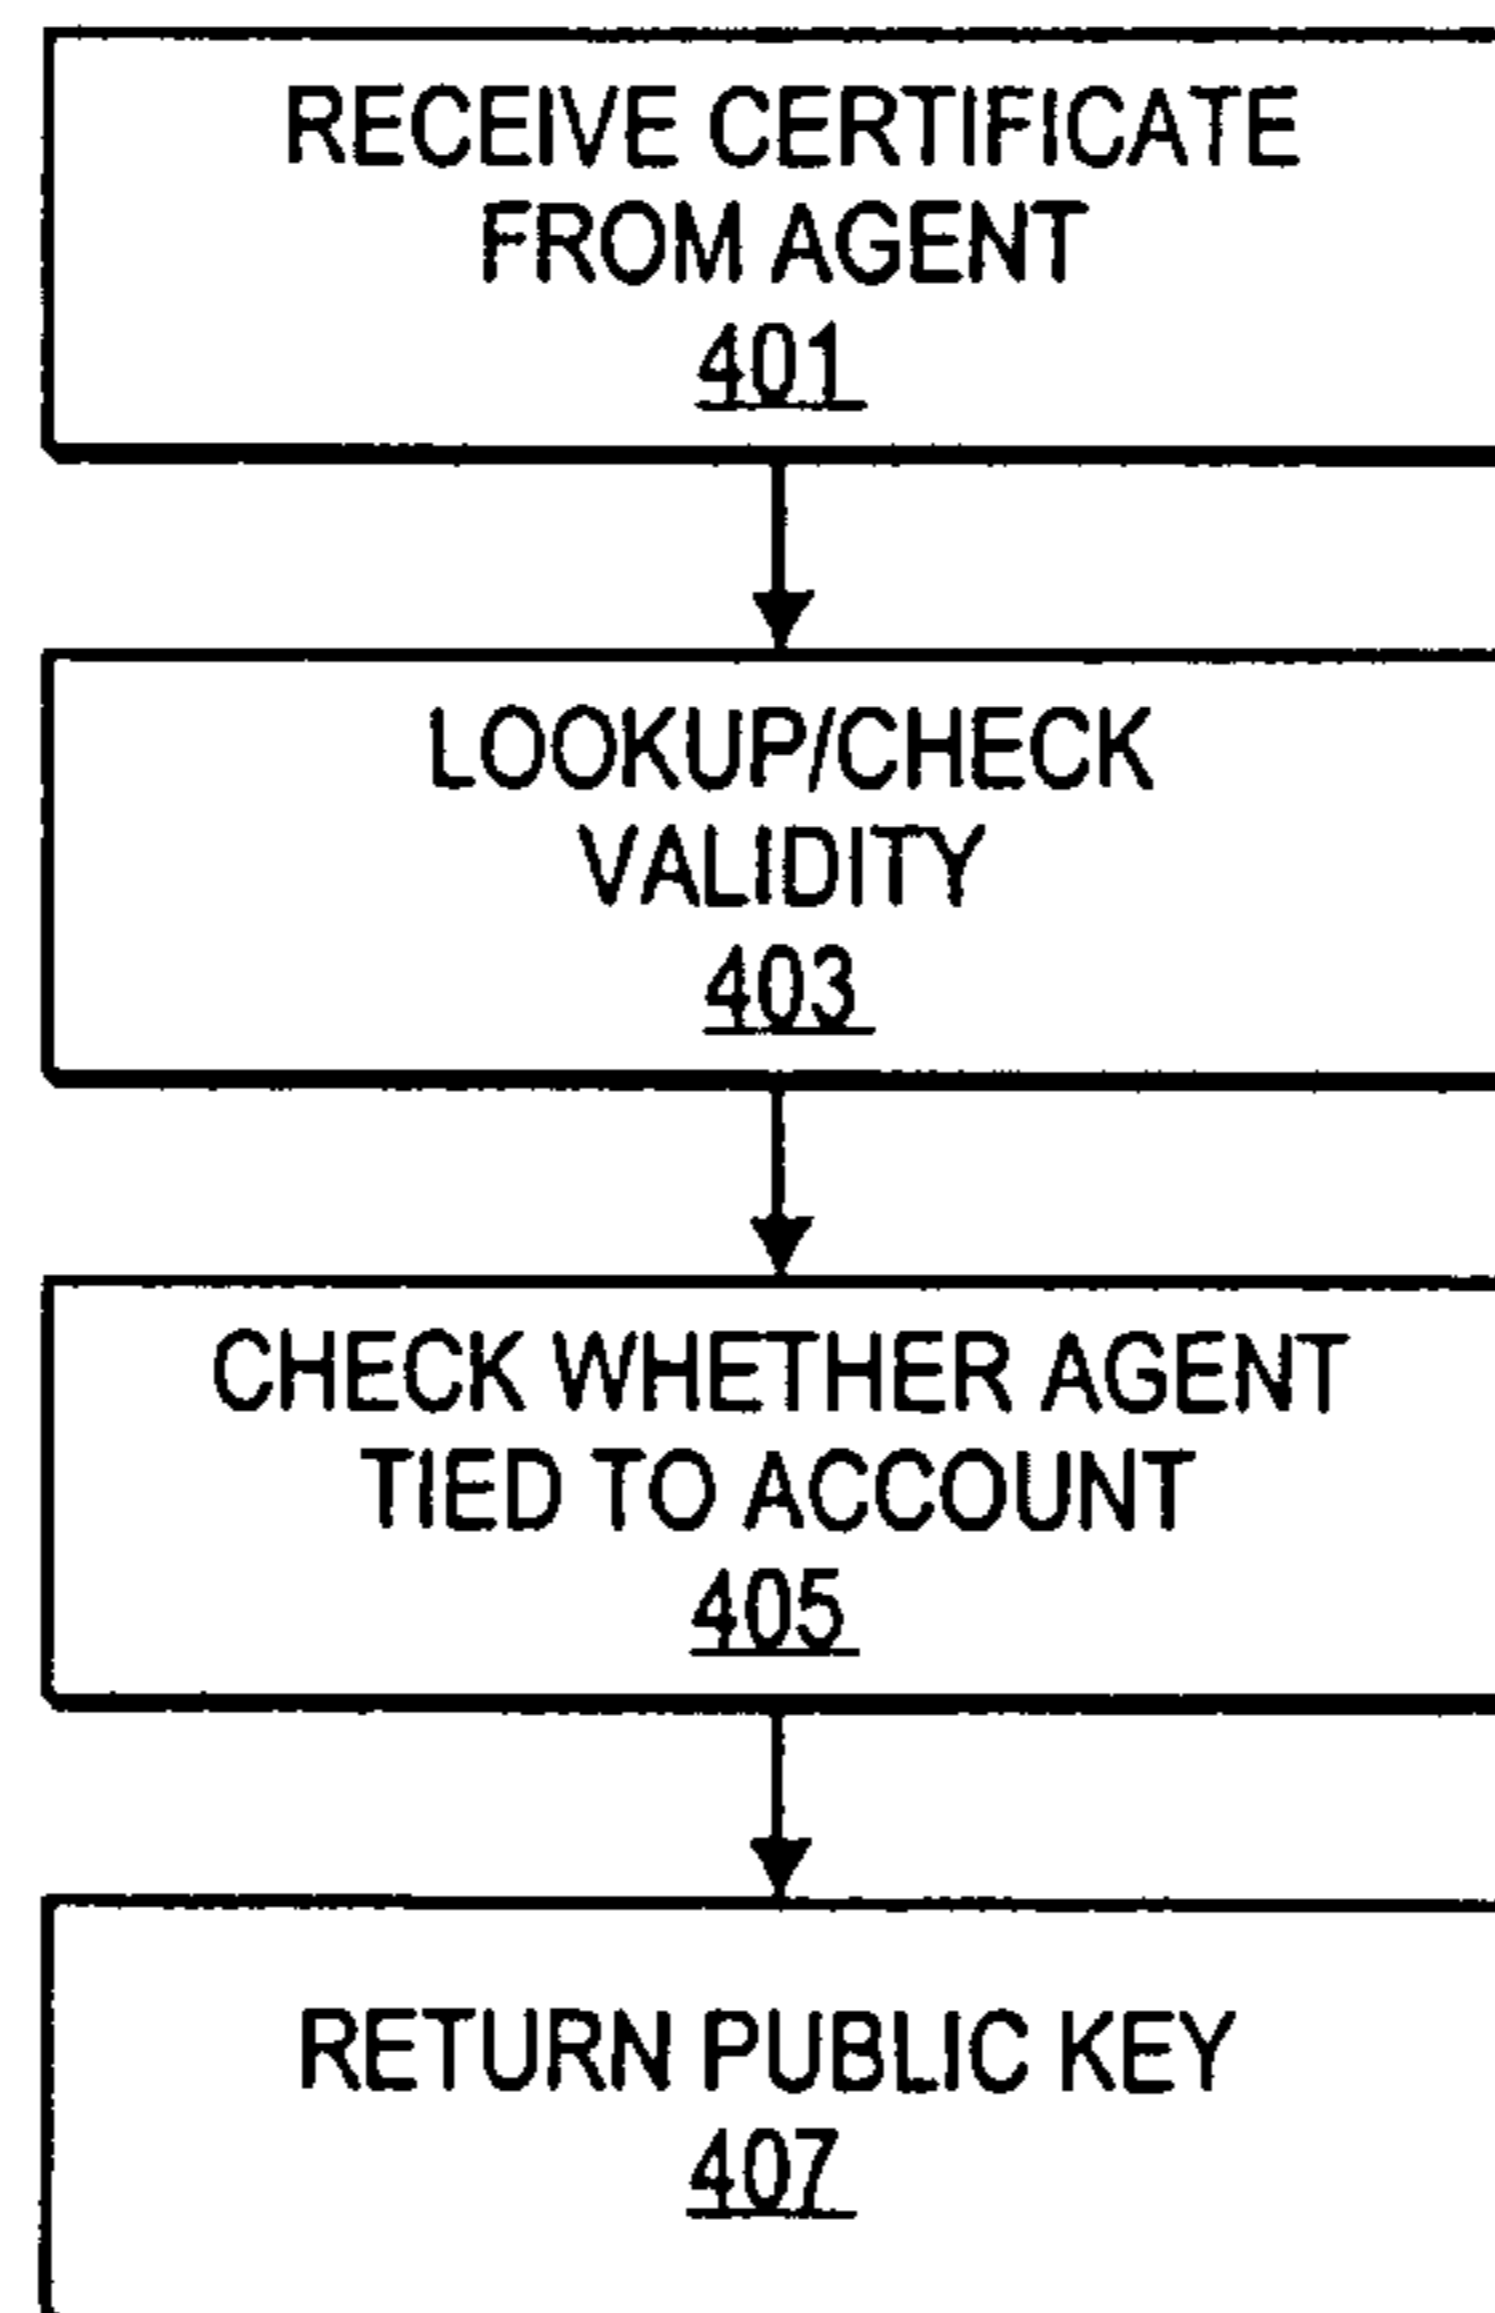 RECEIVE CERTIFICATE
FROM AGENT
401
LOOKUP/CHECK
VALIDITY
403
CHECK WHETHER AGENT
TIED TO ACCOUNT
405
RETURN PUBLIC KEY
407